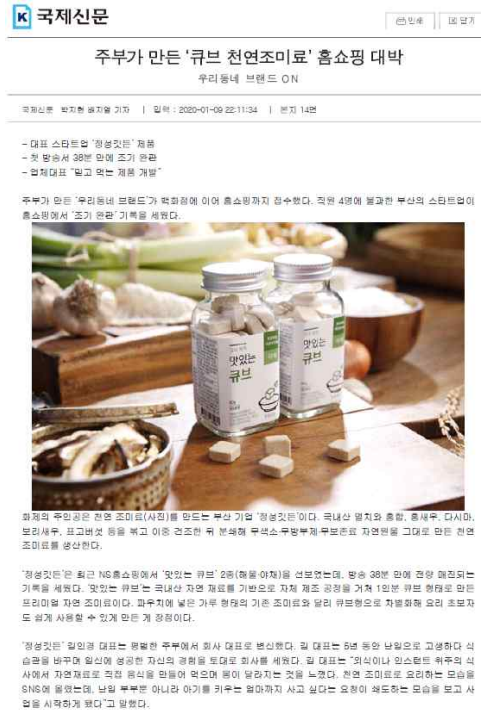 국제신문
인쇄 닫기
주부가 만든 '큐브 천연조미료' 홈쇼핑 대박
우리동네 브랜드 ON
국제신문 박지현 배지열 기자 | 입력 : 2020-01-09 22:11:34 | 본지 14면
- 대표 스타트업 '정성깃든' 제품
- 첫 방송서 38분 만에 조기 완판
- 업체대표 "믿고 먹는 제품 개발"
주부가 만든 '우리동네 브랜드'가 백화점에 이어 홈쇼핑까지 접수했다. 직원 4명에 불과한 부산의 스타트업이
홈쇼핑에서 '조기 완판' 기록을 세웠다.
맛있는
큐브
맛있는
큐브
화제의 주인공은 천연 조미료(사진)를 만드는 부산 기업 '정성깃든'이다. 국내산 멸치와 홍합, 홍새우, 다시마,
보리새우, 표고버섯 등을 볶고 이중 건조한 뒤 분쇄해 무색소·무방부제·무보존료 자연원물 그대로 만든 천연
조미료를 생산한다.
'정성깃든'은 최근 NS홈쇼핑에서 '맛있는 큐브' 2종(해물·야채)을 선보였는데, 방송 38분 만에 전량 매진되는
기록을 세웠다. '맛있는 큐브'는 국내산 자연 재료를 기반으로 자체 제조 공정을 거쳐 1인분 큐브 형태로 만든
프리미엄 자연 조미료이다. 파우치에 넣은 가루 형태의 기존 조미료와 달리 큐브형으로 차별화해 요리 초보자
도 쉽게 사용할 수 있게 만든 게 장점이다.
'정성깃든' 길인경 대표는 평범한 주부에서 회사 대표로 변신했다. 길 대표는 5년 동안 난임으로 고생하다 식
습관을 바꾸며 임신에 성공한 자신의 경험을 토대로 회사를 세웠다. 길 대표는 "외식이나 인스턴트 위주의 식
사에서 자연재료로 직접 음식을 만들어 먹으며 몸이 달라지는 것을 느꼈다. 천연 조미료로 요리하는 모습을
SNS에 올렸는데, 난임 부부뿐 아니라 아기를 키우는 엄마까지 사고 싶다는 요청이 쇄도하는 모습을 보고 사
업을 시작하게 됐다"고 말했다.